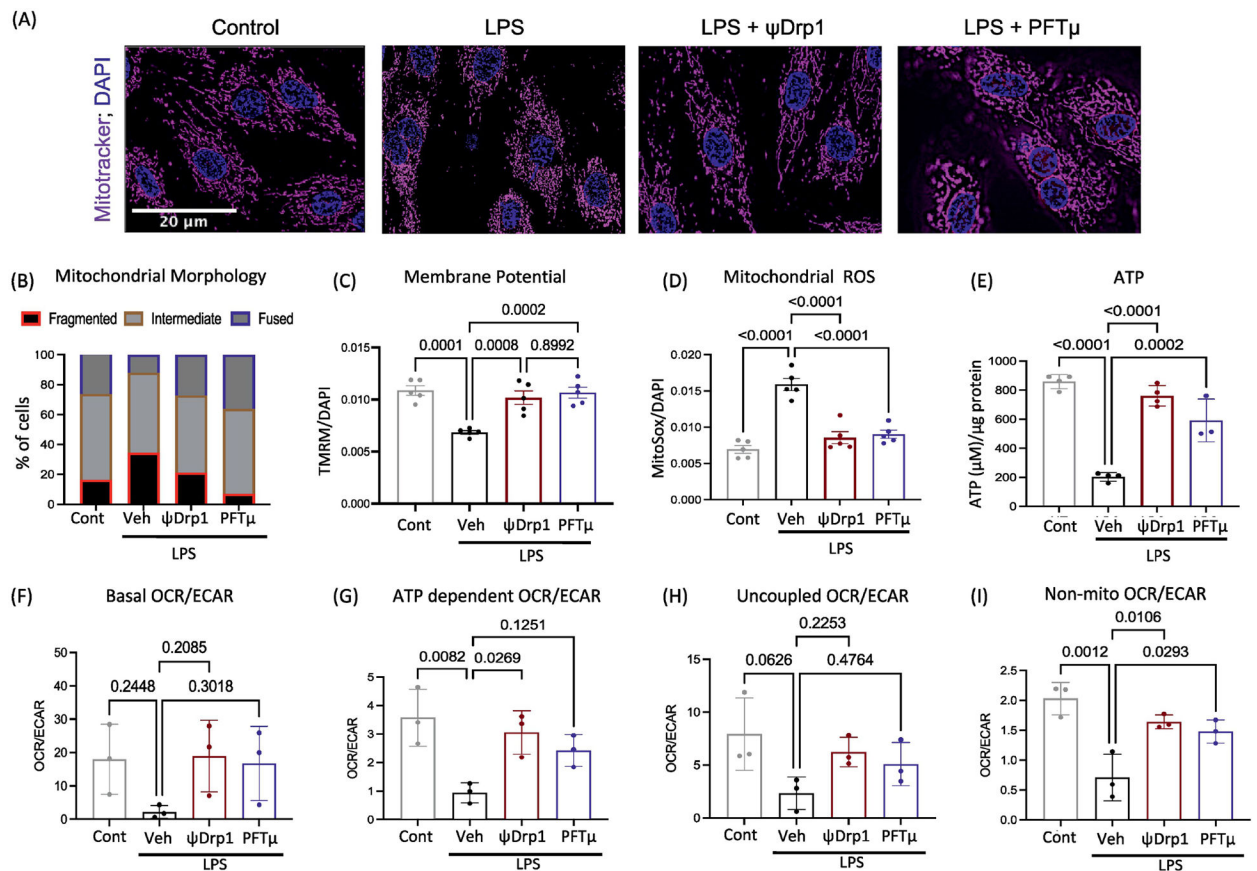 (A)
Control LPS LPS + ψDrp1 LPS + PFTμ
Mitotracker; DAPI
20 μm
(B) Mitochondrial Morphology
Fragmented Intermediate Fused
% of cells
100
80
60
40
20
0
Cont Veh ψDrp1 PFTμ
LPS
(C) Membrane Potential
0.0002
0.0001 0.0008 0.8992
TMRM/DAPI
0.015
0.010
0.005
0.000
Cont Veh ψDrp1 PFTμ
LPS
(D) Mitochondrial ROS
<0.0001
<0.0001 <0.0001
MitoSox/DAPI
0.020
0.015
0.010
0.005
0.000
Cont Veh ψDrp1 PFTμ
LPS
(E) ATP
<0.0001
<0.0001 0.0002
ATP (μM)/μg protein
1000
800
600
400
200
0
Cont Veh ψDrp1 PFTμ
LPS
(F) Basal OCR/ECAR
0.2085
0.2448 0.3018
OCR/ECAR
50
40
30
20
10
0
Cont Veh ψDrp1 PFTμ
LPS
(G) ATP dependent OCR/ECAR
0.1251
0.0082 0.0269
OCR/ECAR
5
4
3
2
1
0
Cont Veh ψDrp1 PFTμ
LPS
(H) Uncoupled OCR/ECAR
0.2253
0.0626 0.4764
OCR/ECAR
15
10
5
0
Cont Veh ψDrp1 PFTμ
LPS
(I) Non-mito OCR/ECAR
0.0106
0.0012 0.0293
OCR/ECAR
2.5
2.0
1.5
1.0
0.5
0.0
Cont Veh ψDrp1 PFTμ
LPS